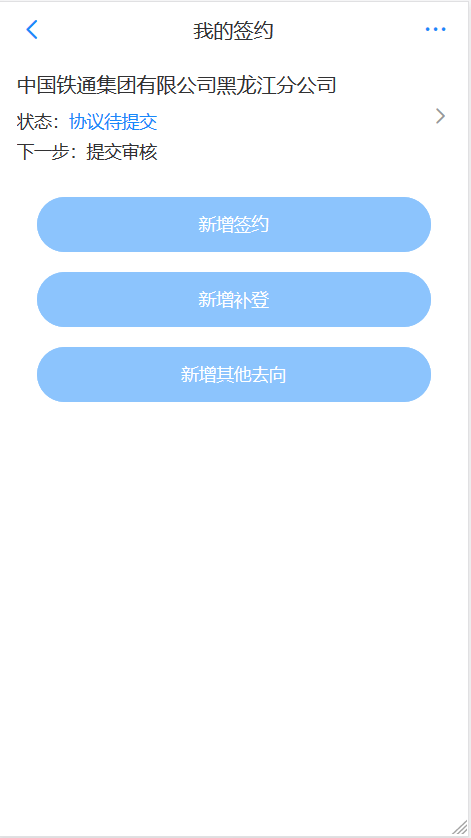 我的签约
中国铁通集团有限公司黑龙江分公司
状态：协议待提交
下一步：提交审核
新增签约
新增补登
新增其他去向